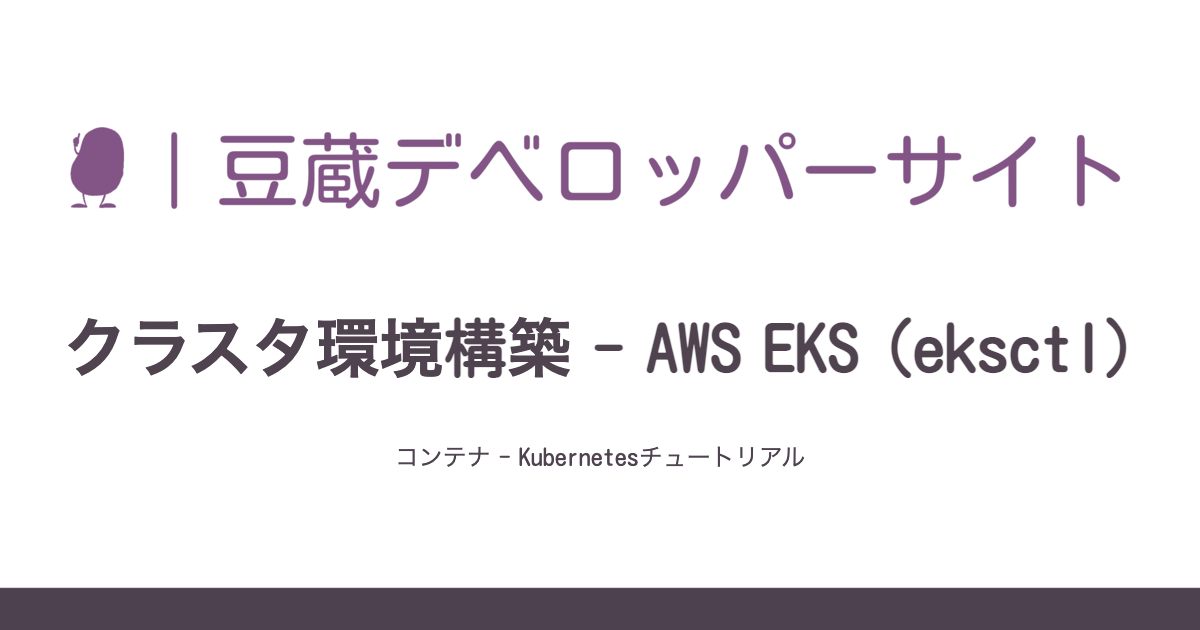 豆蔵デベロッパーサイト
クラスタ環境構築 - AWS EKS (eksctl)
コンテナ - Kubernetesチュートリアル